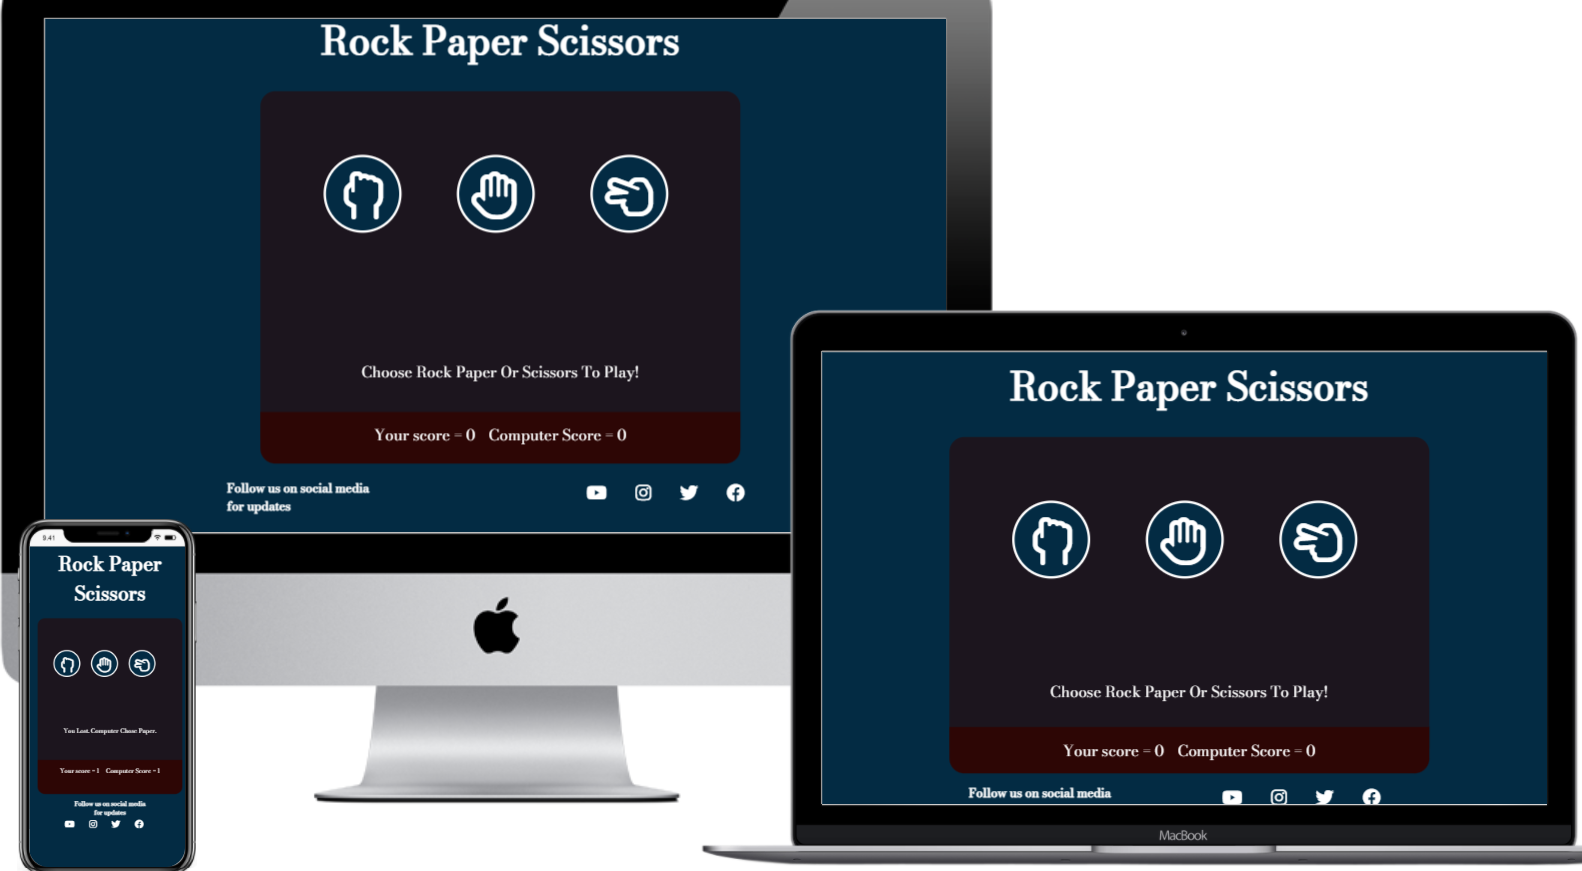 Rock Paper Scissors
Choose Rock Paper Or Scissors To Play!
Your score = 0 Computer Score = 0
Follow us on social media
for updates
9.41
Rock Paper
Scissors
You Lost. Computer Chose Paper.
Your score = 1 Computer Score = 1
Follow us on social media
for updates
Rock Paper Scissors
Choose Rock Paper Or Scissors To Play!
Your score = 0 Computer Score = 0
Follow us on social media
MacBook